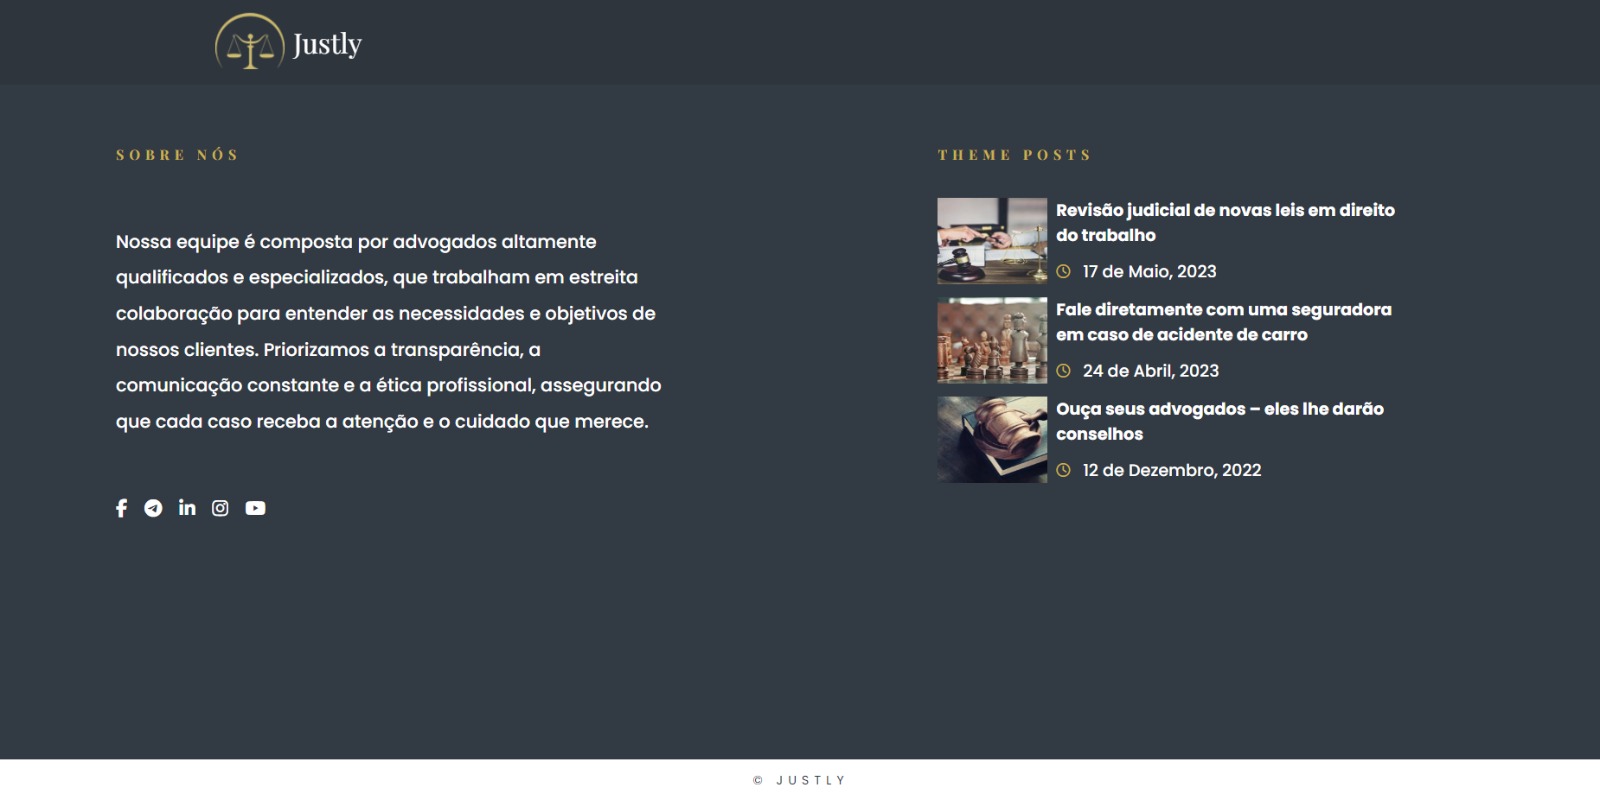 Justly
SOBRE NÓS
Nossa equipe é composta por advogados altamente
qualificados e especializados, que trabalham em estreita
colaboração para entender as necessidades e objetivos de
nossos clientes. Priorizamos a transparência, a
comunicação constante e a ética profissional, assegurando
que cada caso receba a atenção e o cuidado que merece.
THEME POSTS
Revisão judicial de novas leis em direito
do trabalho
17 de Maio, 2023
Fale diretamente com uma seguradora
em caso de acidente de carro
24 de Abril, 2023
Ouça seus advogados – eles lhe darão
conselhos
12 de Dezembro, 2022
© JUSTLY